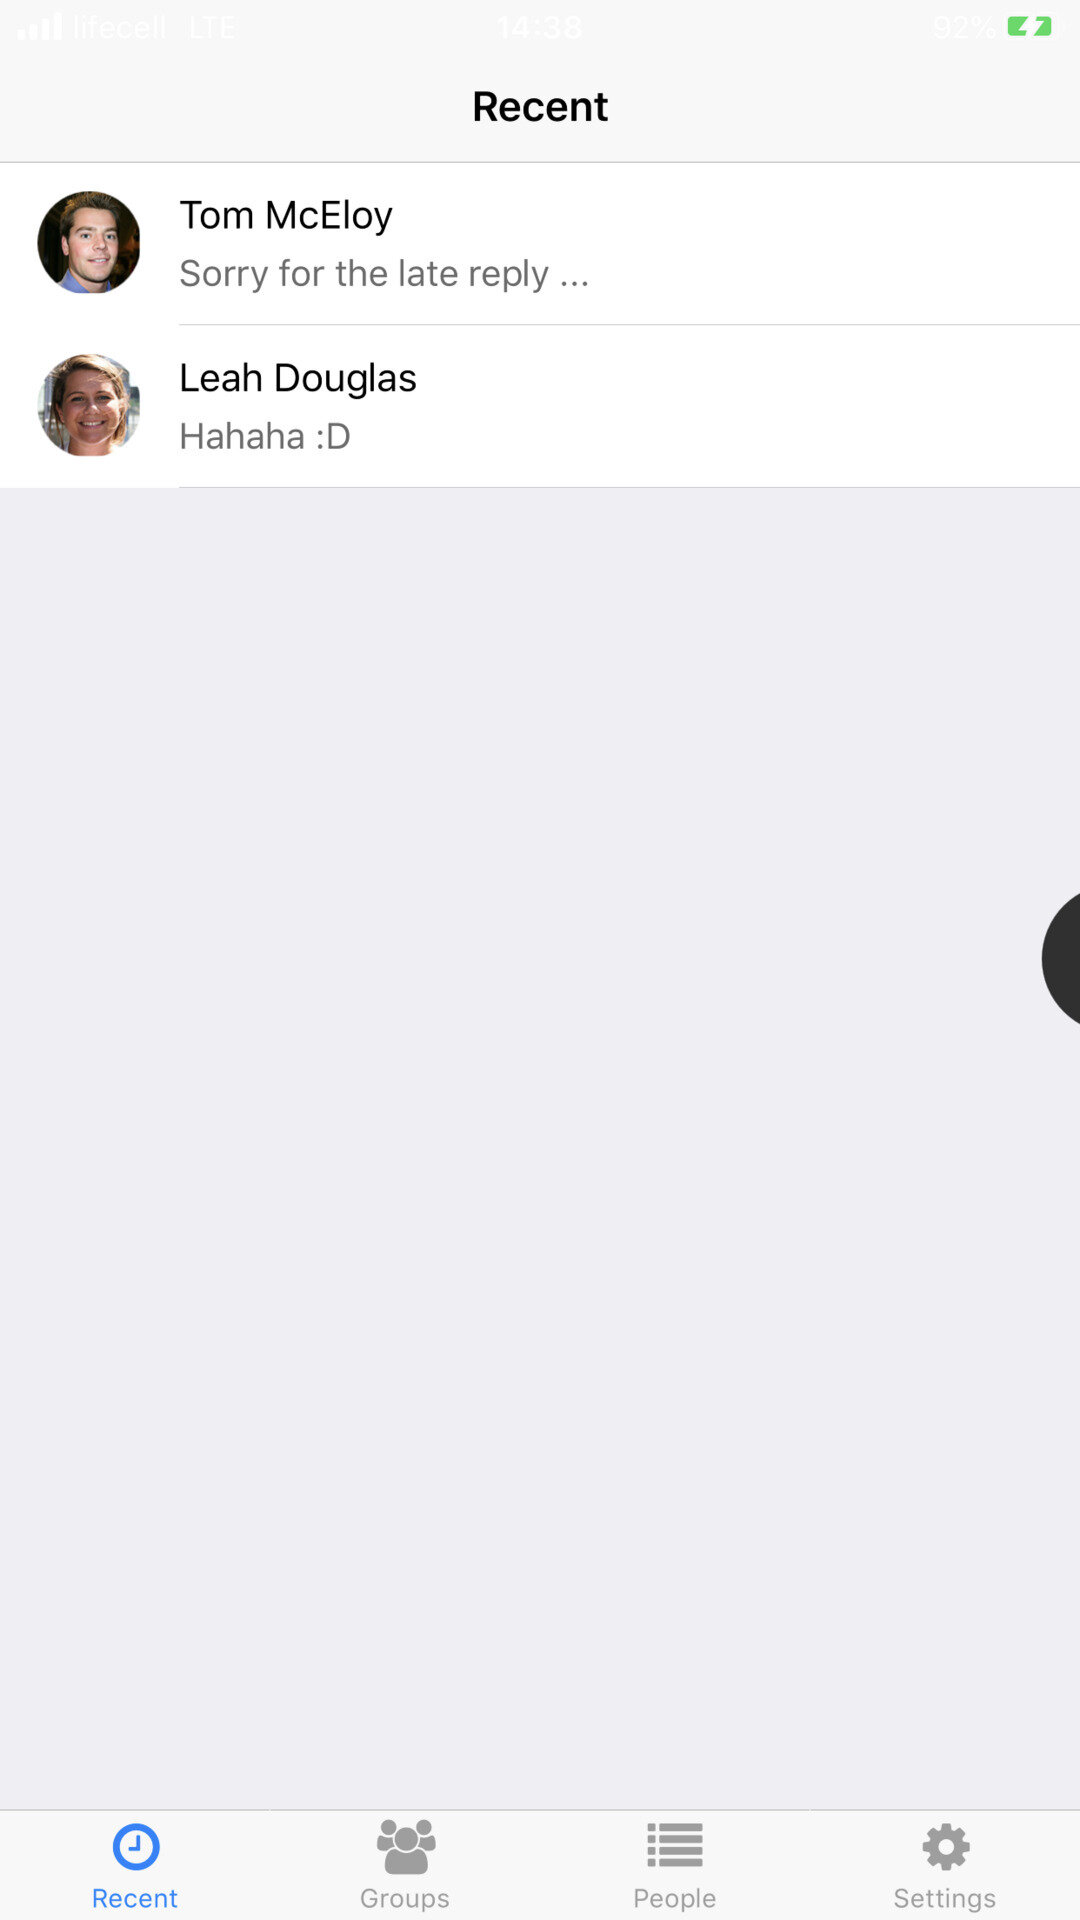 lifecell LTE 14:38 92%
Recent
Tom McEloy
Sorry for the late reply ...
Leah Douglas
Hahaha :D
Recent Groups People Settings